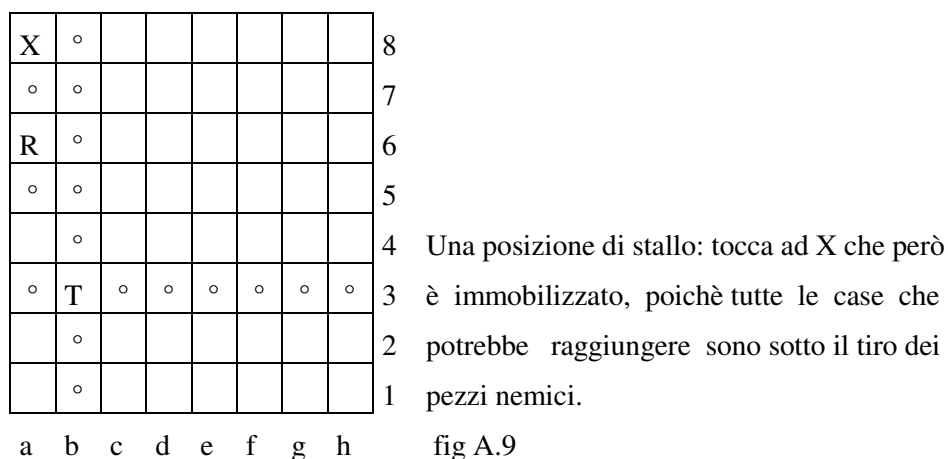 X ° 8
° ° 7
R ° 6
° ° 5
° 4 Una posizione di stallo: tocca ad X che però
° T ° ° ° ° ° ° 3 è immobilizzato, poichè tutte le case che
° 2 potrebbe raggiungere sono sotto il tiro dei
° 1 pezzi nemici.
a b c d e f g h fig A.9